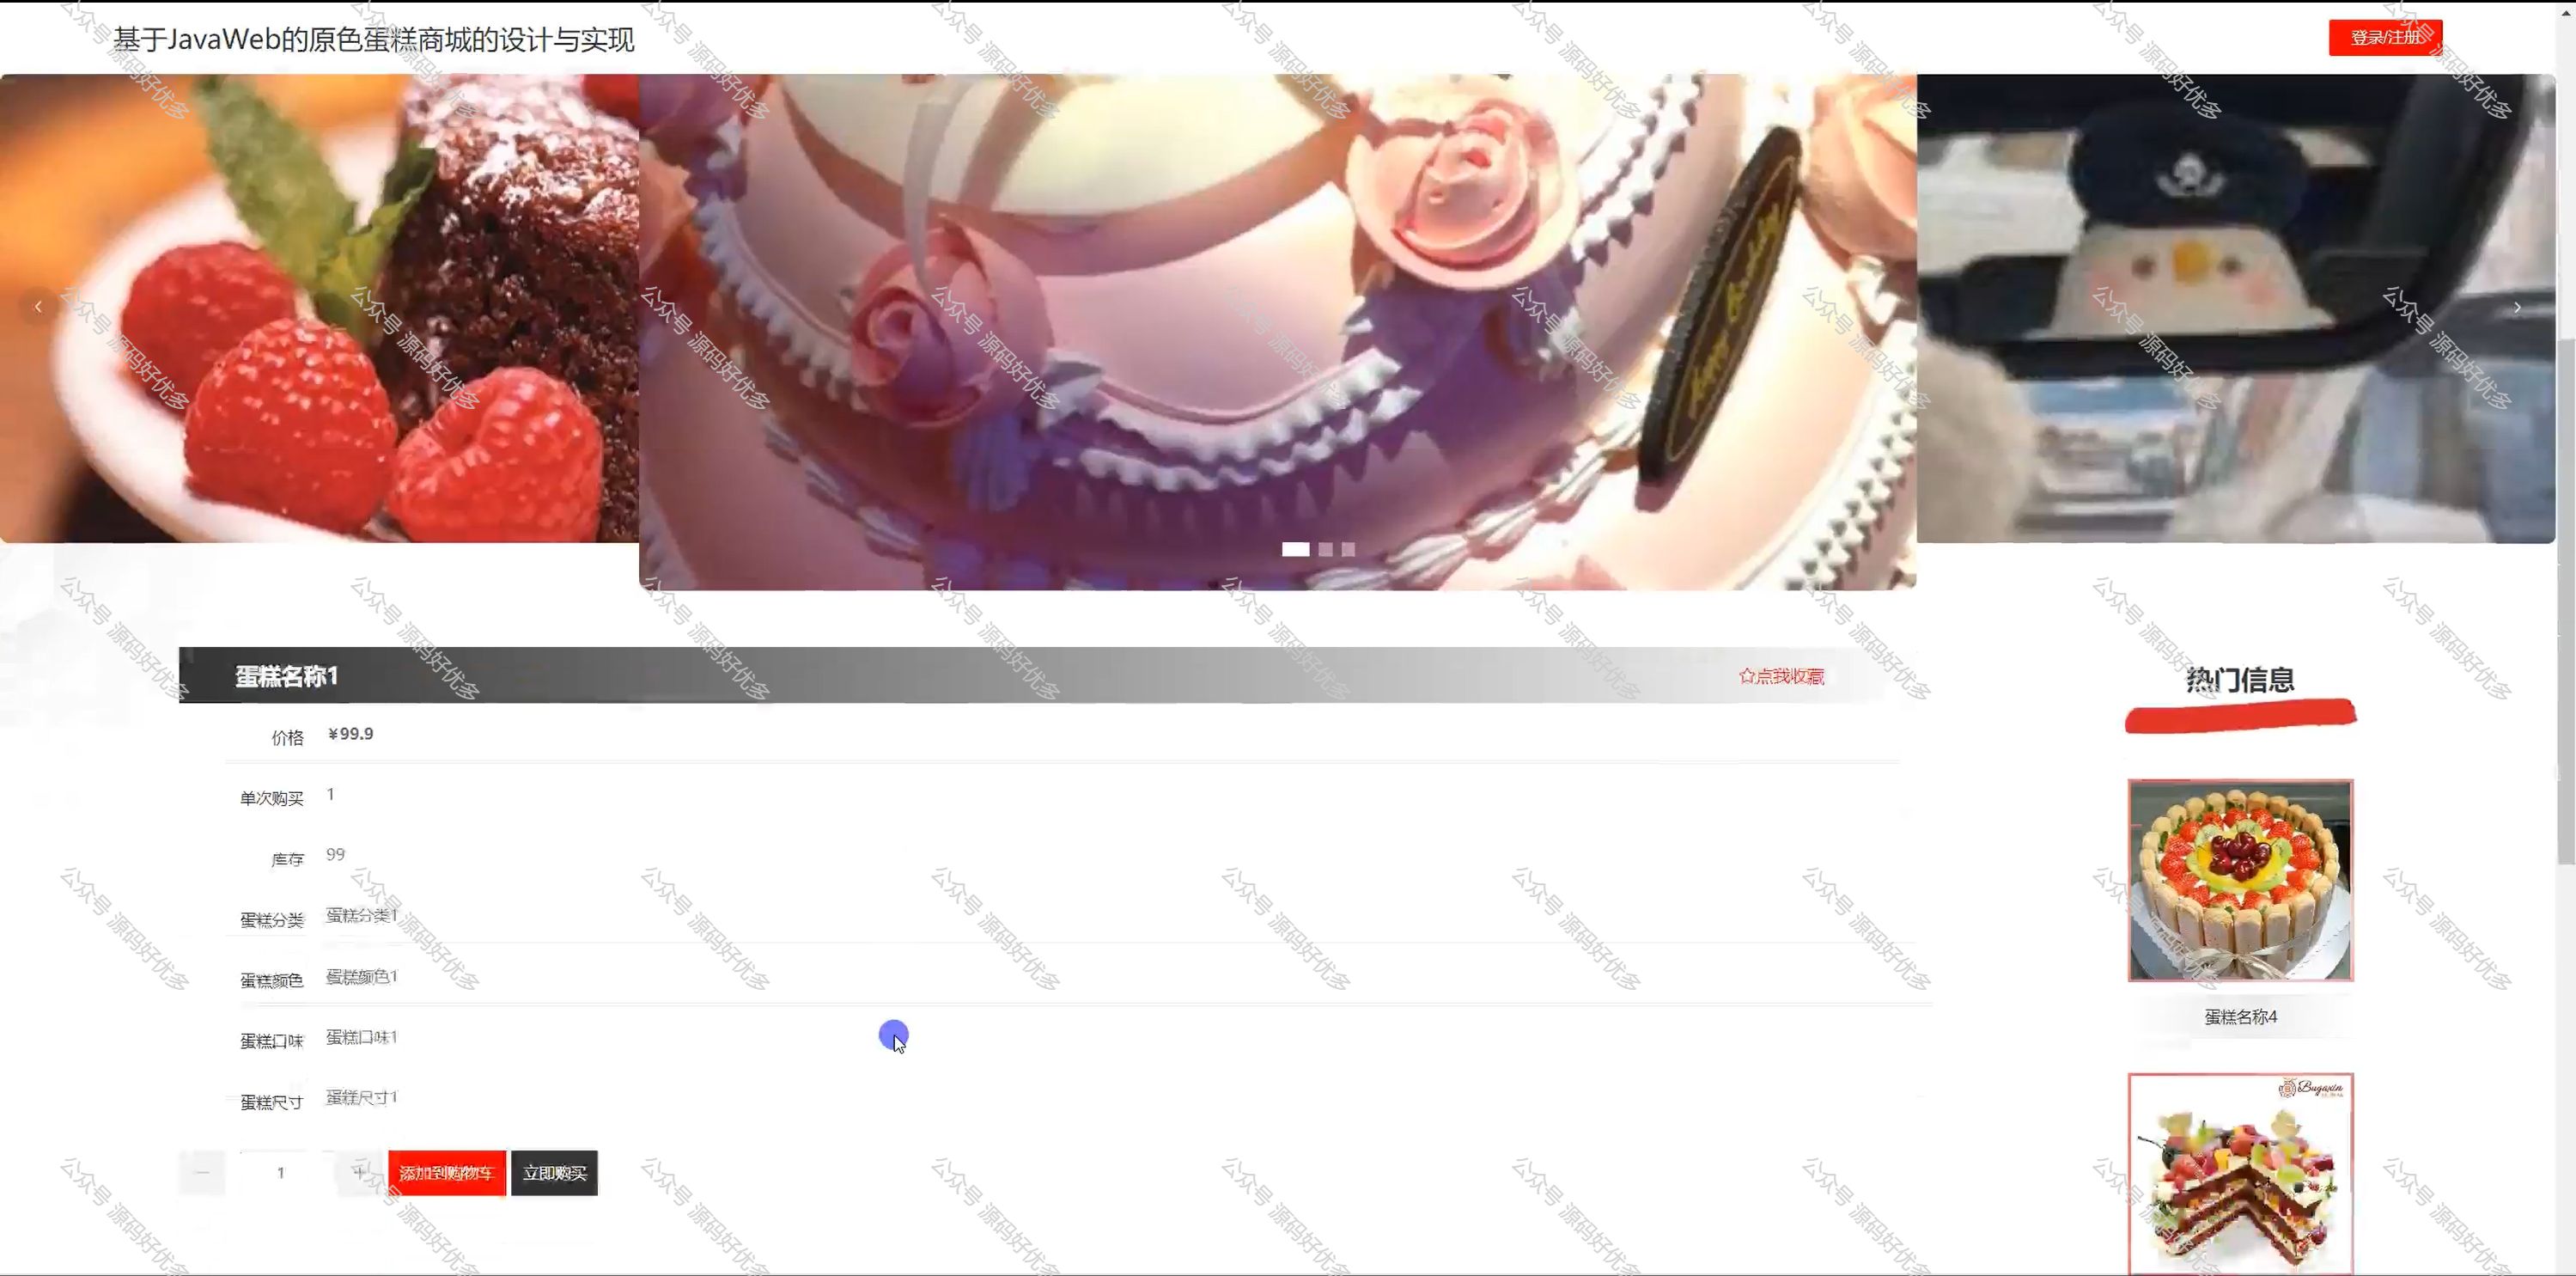 基于JavaWeb的原色蛋糕商城的设计与实现
登录/注册
Happy Birthday
蛋糕名称1
☆点我收藏
价格 ¥99.9
单次购买 1
库存 99
蛋糕分类 蛋糕分类1
蛋糕颜色 蛋糕颜色1
蛋糕口味 蛋糕口味1
蛋糕尺寸 蛋糕尺寸1
— 1 + 添加到购物车 立即购买
热门信息
蛋糕名称4
公众号 源码好优多